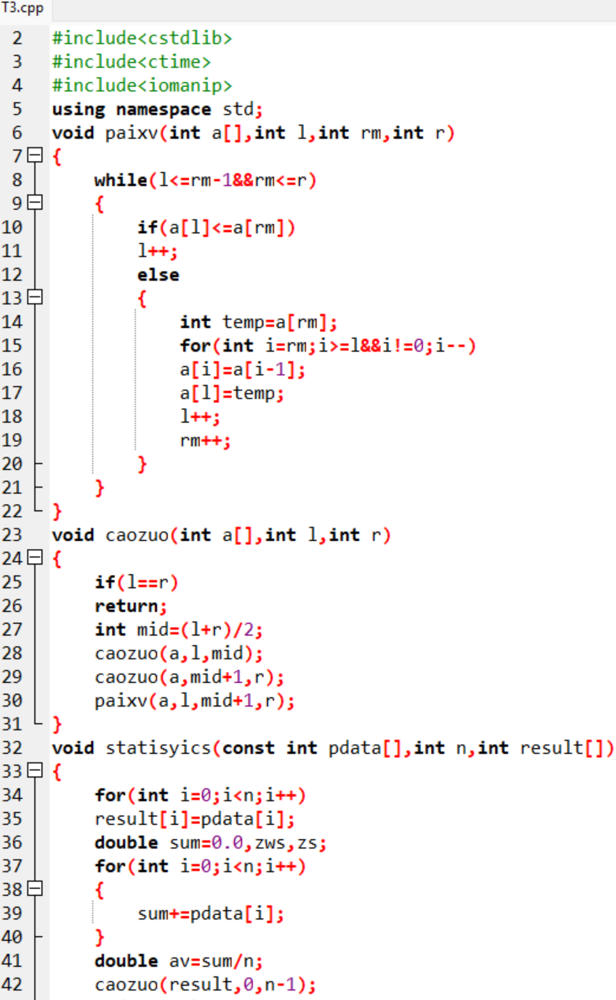 T3.cpp
2 #include<cstdlib>
3 #include<ctime>
4 #include<iomanip>
5 using namespace std;
6 void paixv(int a[],int l,int rm,int r)
7 {
8 while(l<=rm-1&&rm<=r)
9 {
10 if(a[l]<=a[rm])
11 l++;
12 else
13 {
14 int temp=a[rm];
15 for(int i=rm;i>=l&&i!=0;i--)
16 a[i]=a[i-1];
17 a[l]=temp;
18 l++;
19 rm++;
20 }
21 }
22 }
23 void caozuo(int a[],int l,int r)
24 {
25 if(l==r)
26 return;
27 int mid=(l+r)/2;
28 caozuo(a,l,mid);
29 caozuo(a,mid+1,r);
30 paixv(a,l,mid+1,r);
31 }
32 void statisyics(const int pdata[],int n,int result[])
33 {
34 for(int i=0;i<n;i++)
35 result[i]=pdata[i];
36 double sum=0.0,zws,zs;
37 for(int i=0;i<n;i++)
38 {
39 sum+=pdata[i];
40 }
41 double av=sum/n;
42 caozuo(result,0,n-1);